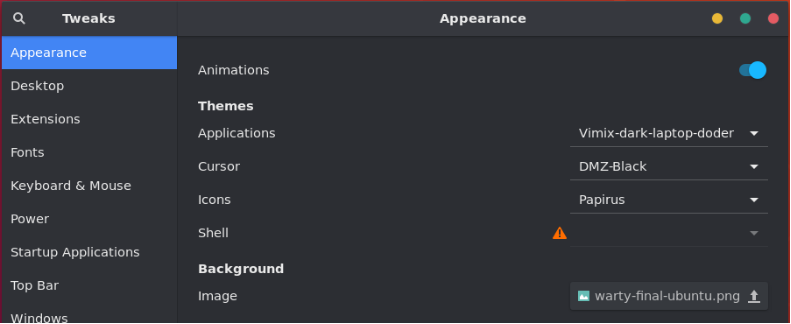 Tweaks
Appearance
Appearance
Desktop
Extensions
Fonts
Keyboard & Mouse
Power
Startup Applications
Top Bar
Windows
Animations
Themes
Applications Vimix-dark-laptop-doder
Cursor DMZ-Black
Icons Papirus
Shell
Background
Image warty-final-ubuntu.png